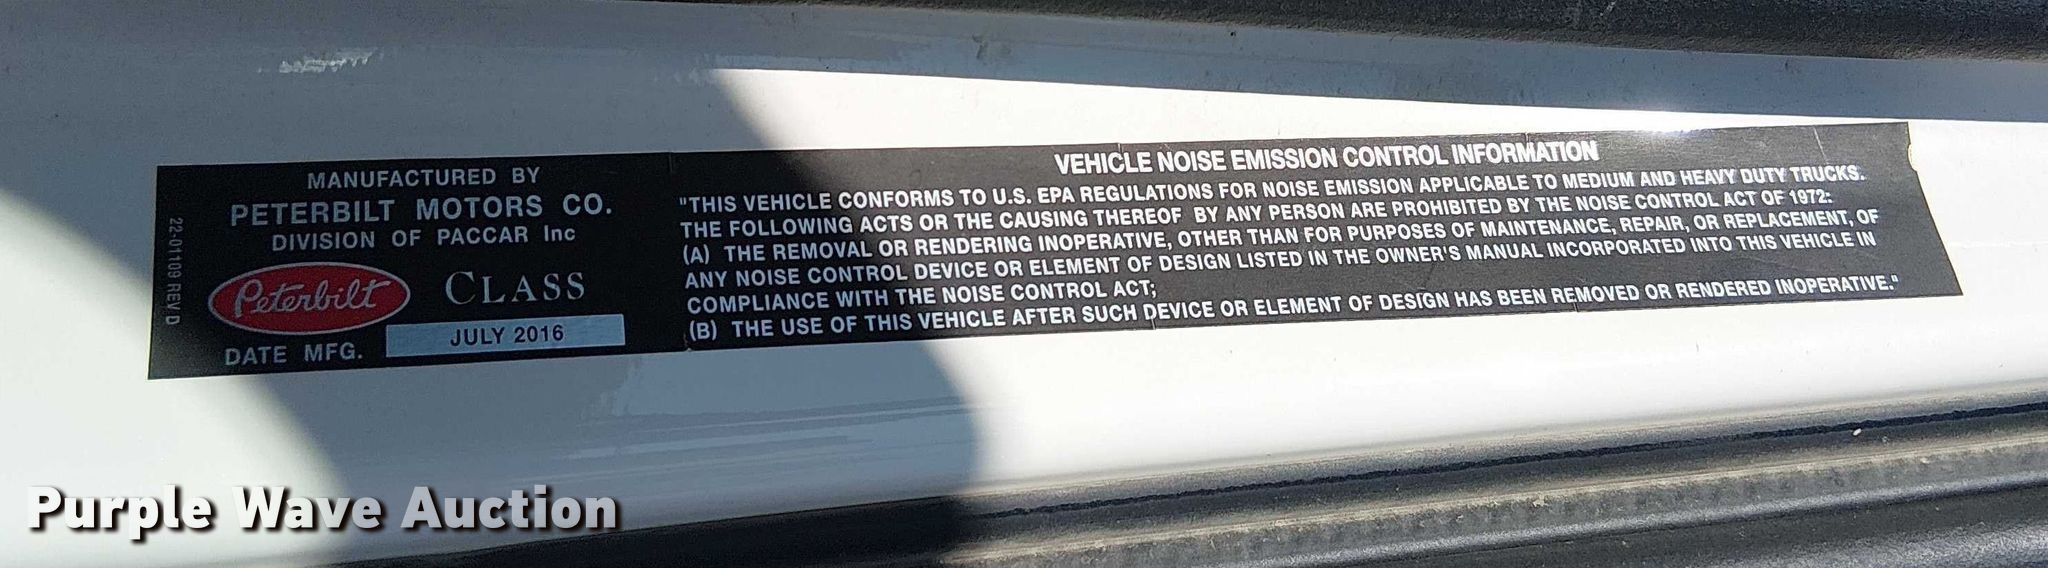 MANUFACTURED BY
PETERBILT MOTORS CO.
DIVISION OF PACCAR Inc
22-01109 REV D
Peterbilt
CLASS
DATE MFG.
JULY 2016
VEHICLE NOISE EMISSION CONTROL INFORMATION
"THIS VEHICLE CONFORMS TO U.S. EPA REGULATIONS FOR NOISE EMISSION APPLICABLE TO MEDIUM AND HEAVY DUTY TRUCKS.
THE FOLLOWING ACTS OR THE CAUSING THEREOF BY ANY PERSON ARE PROHIBITED BY THE NOISE CONTROL ACT OF 1972:
(A) THE REMOVAL OR RENDERING INOPERATIVE, OTHER THAN FOR PURPOSES OF MAINTENANCE, REPAIR, OR REPLACEMENT, OF
ANY NOISE CONTROL DEVICE OR ELEMENT OF DESIGN LISTED IN THE OWNER'S MANUAL INCORPORATED INTO THIS VEHICLE IN
COMPLIANCE WITH THE NOISE CONTROL ACT;
(B) THE USE OF THIS VEHICLE AFTER SUCH DEVICE OR ELEMENT OF DESIGN HAS BEEN REMOVED OR RENDERED INOPERATIVE."
Purple Wave Auction